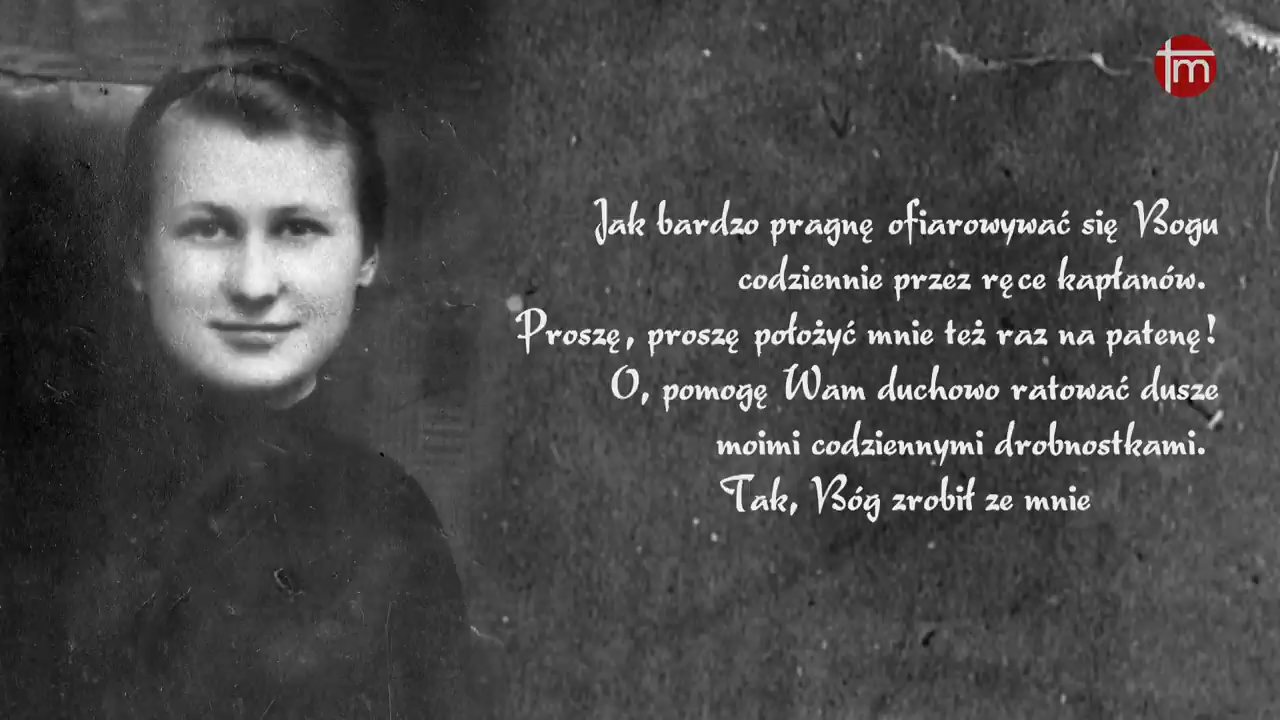 tm
Jak bardzo pragnę ofiarowywać się Bogu
codziennie przez ręce kapłanów.
Proszę, proszę położyć mnie też raz na patenę!
O, pomogę Wam duchowo ratować dusze
moimi codziennymi drobnostkami.
Tak, Bóg zrobił ze mnie